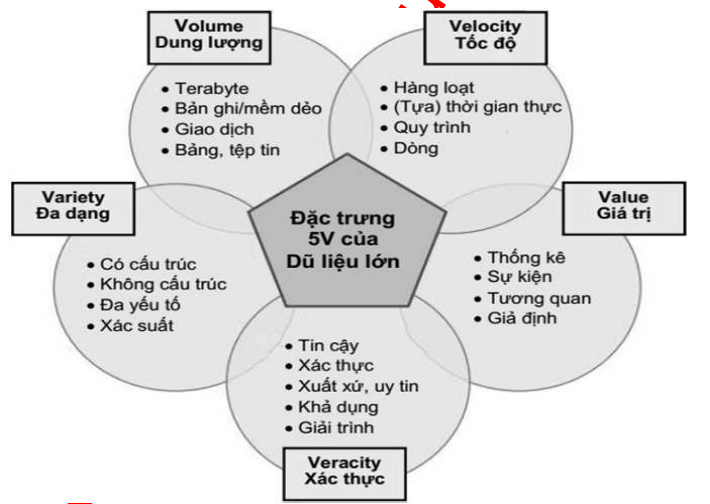 Volume
Dung lượng
• Terabyte
• Bản ghi/mềm dẻo
• Giao dịch
• Bảng, tệp tin
Velocity
Tốc độ
• Hàng loạt
• (Tựa) thời gian thực
• Quy trình
• Dòng
Variety
Đa dạng
• Có cấu trúc
• Không cấu trúc
• Đa yếu tố
• Xác suất
Đặc trưng
5V của
Dũ liệu lớn
Value
Giá trị
• Thống kê
• Sự kiện
• Tương quan
• Giả định
• Tin cậy
• Xác thực
• Xuất xứ, uy tin
• Khả dụng
• Giải trình
Veracity
Xác thực